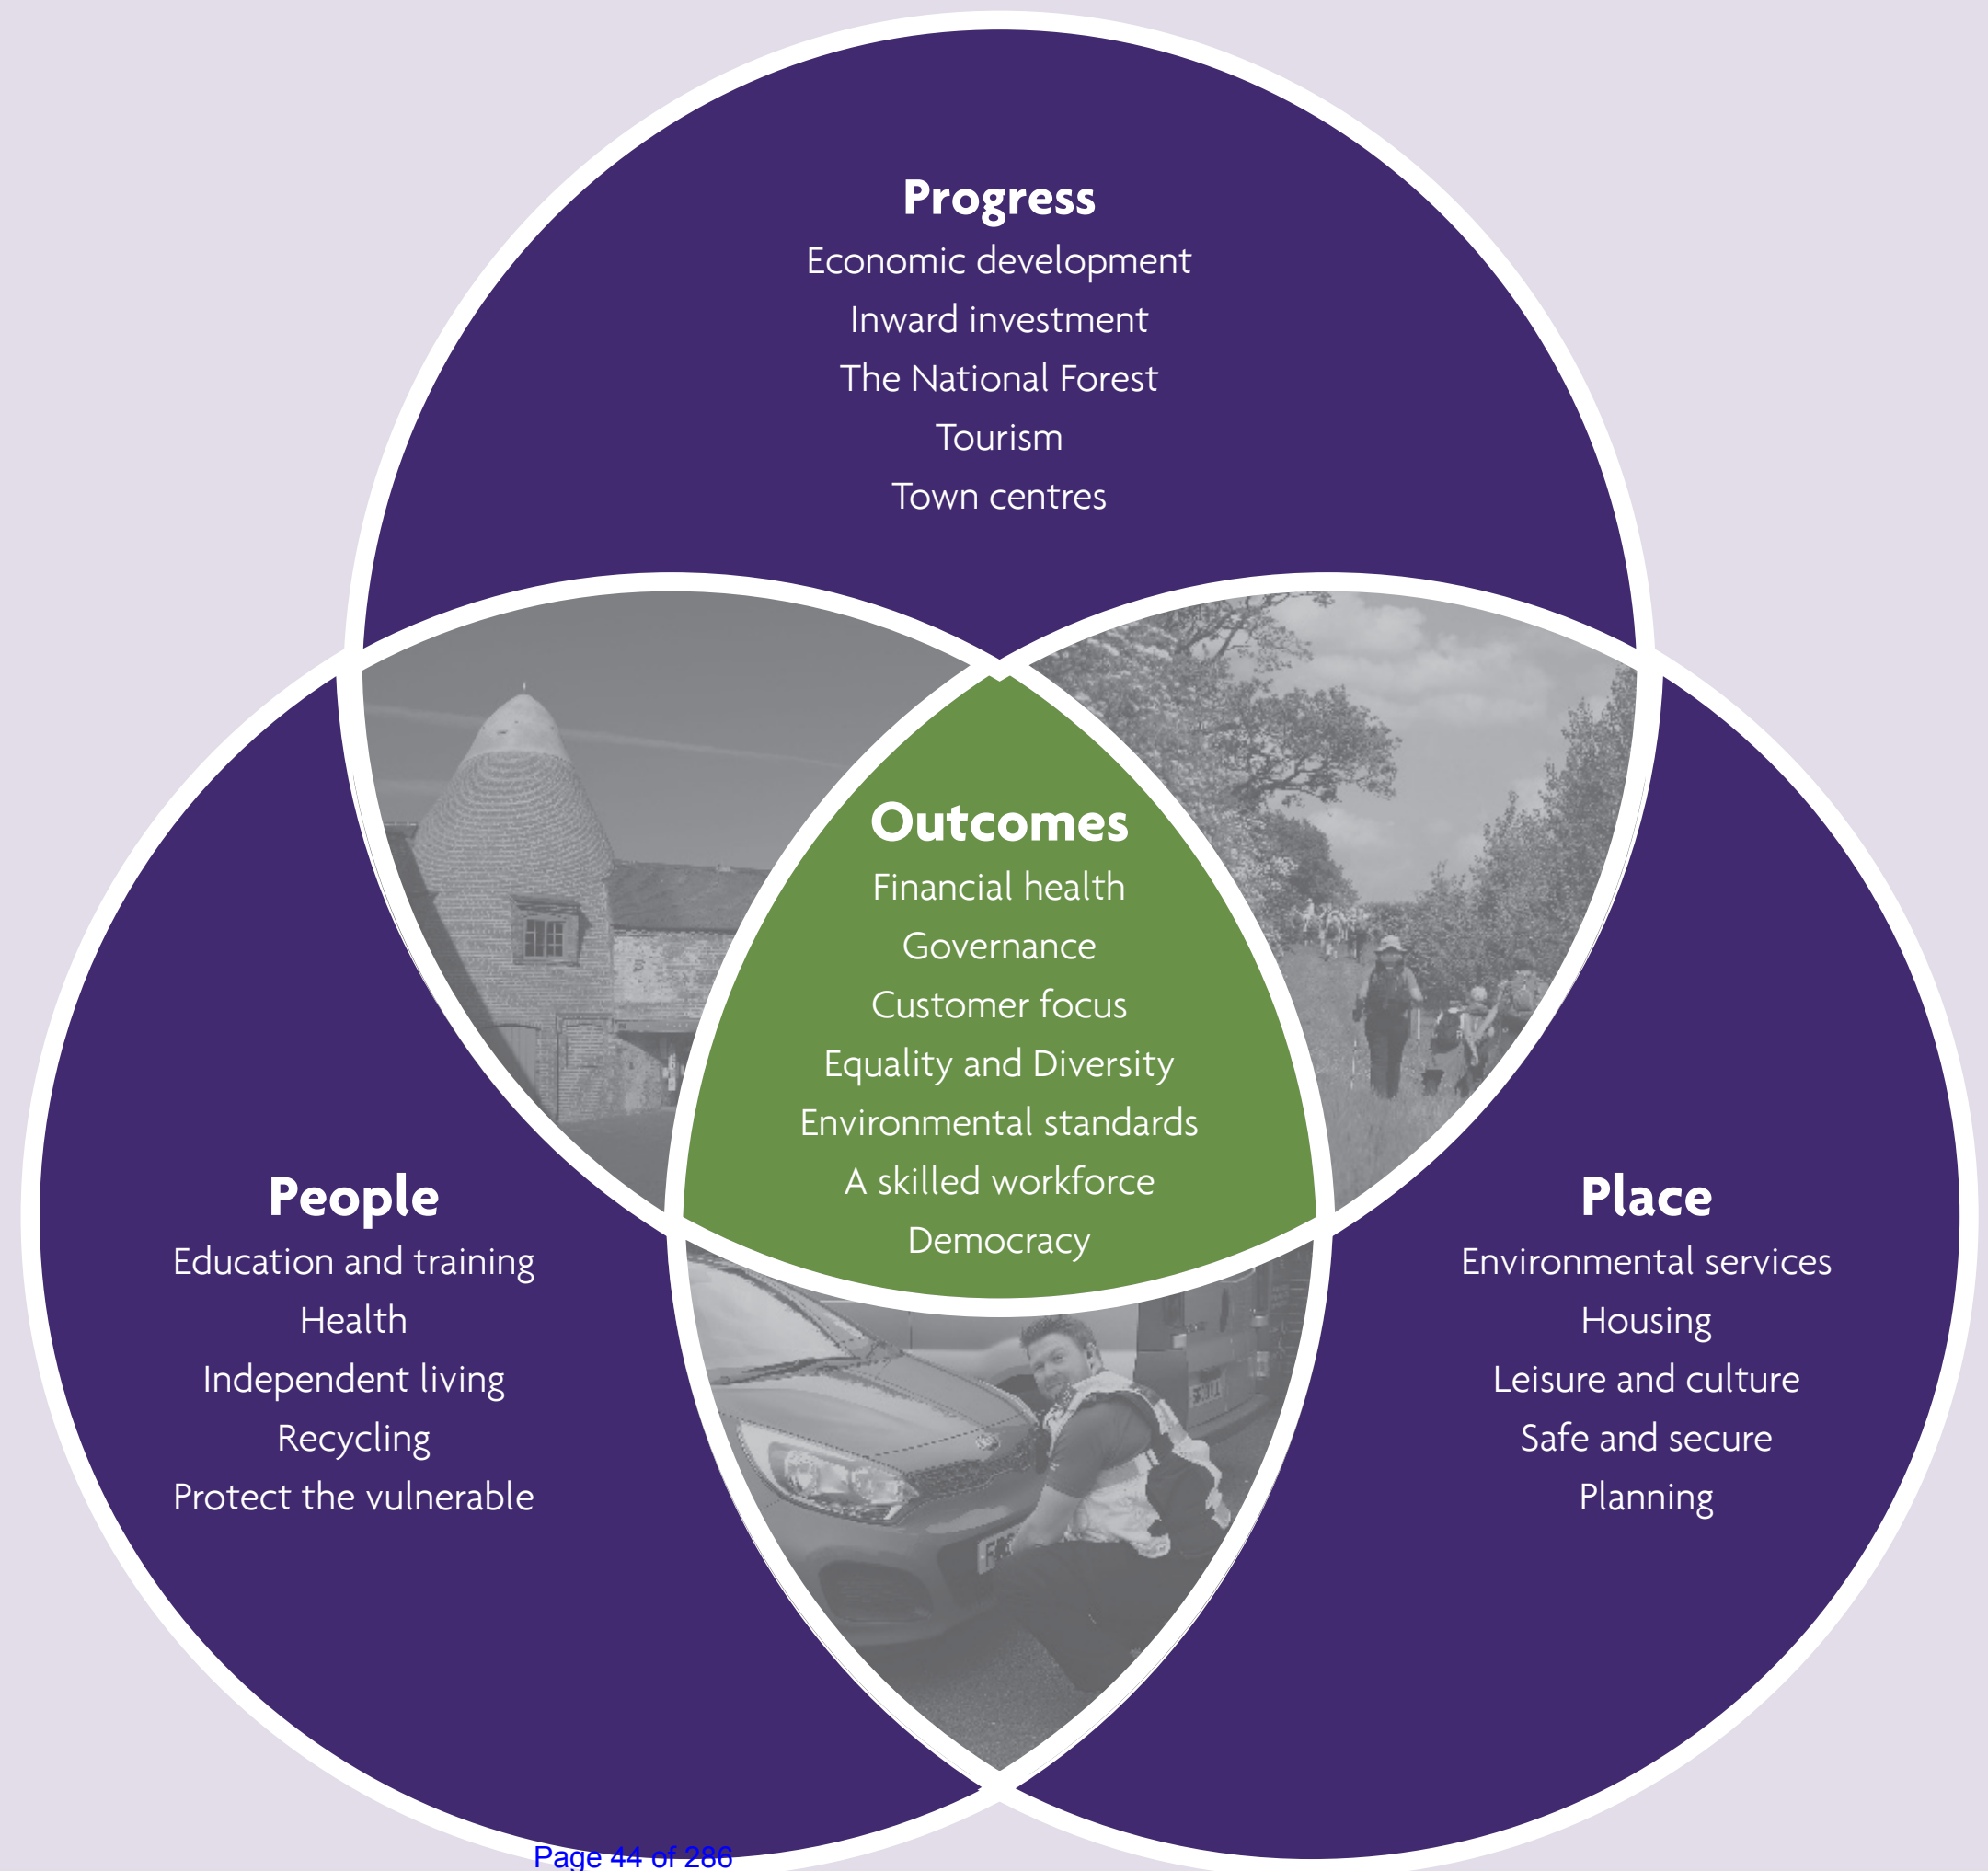 Progress
Economic development
Inward investment
The National Forest
Tourism
Town centres
Outcomes
Financial health
Governance
Customer focus
Equality and Diversity
Environmental standards
A skilled workforce
Democracy
People
Education and training
Health
Independent living
Recycling
Protect the vulnerable
Place
Environmental services
Housing
Leisure and culture
Safe and secure
Planning
Page 44 of 286